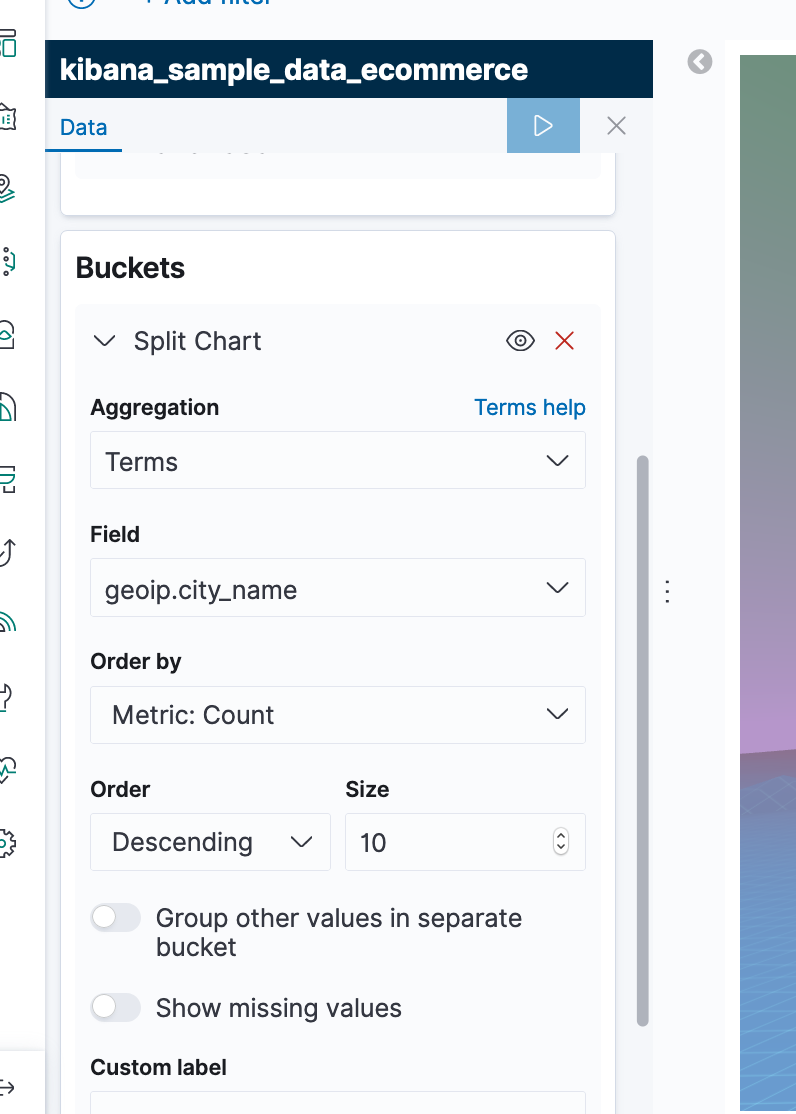 + Add filter
kibana_sample_data_ecommerce
Data
Buckets
Split Chart
Aggregation
Terms help
Terms
Field
geoip.city_name
Order by
Metric: Count
Order
Size
Descending
10
Group other values in separate
bucket
Show missing values
Custom label